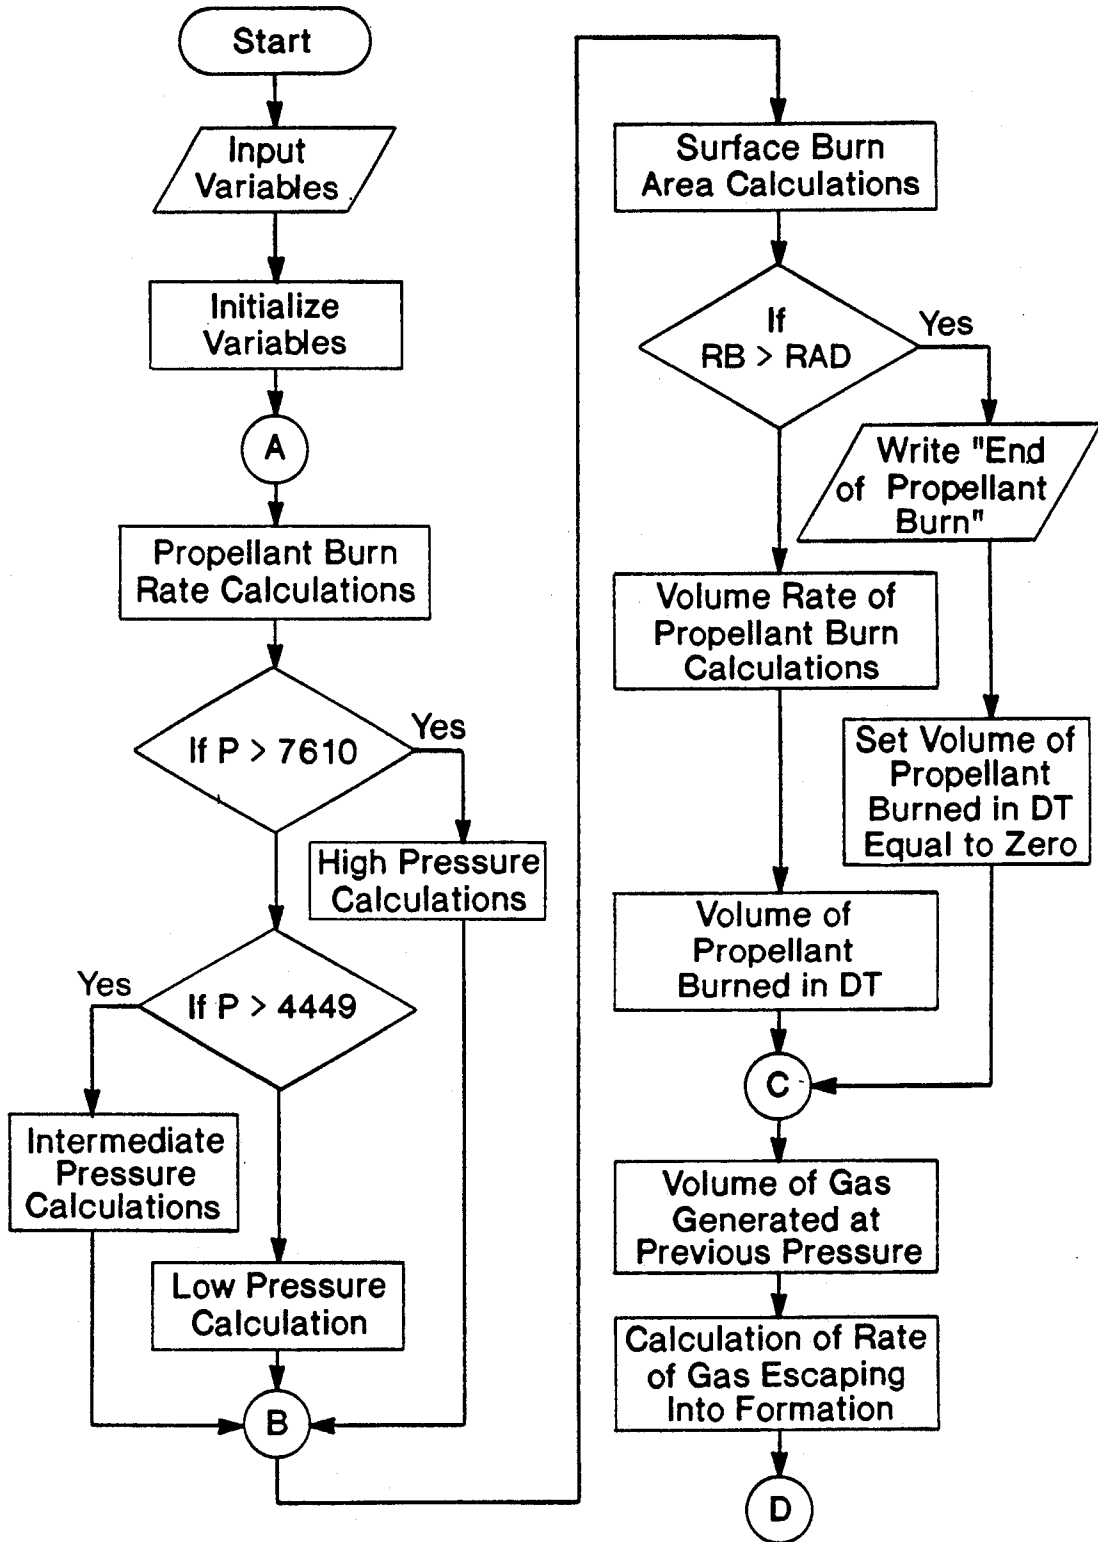 Start
Input
Variables
Initialize
Variables
A
Propellant Burn
Rate Calculations
If P > 7610
Yes
High Pressure
Calculations
If P > 4449
Yes
Intermediate
Pressure
Calculations
Low Pressure
Calculation
B
Surface Burn
Area Calculations
If
RB > RAD
Yes
Write "End
of Propellant
Burn"
Volume Rate of
Propellant Burn
Calculations
Set Volume of
Propellant
Burned in DT
Equal to Zero
Volume of
Propellant
Burned in DT
C
Volume of Gas
Generated at
Previous Pressure
Calculation of Rate
of Gas Escaping
Into Formation
D